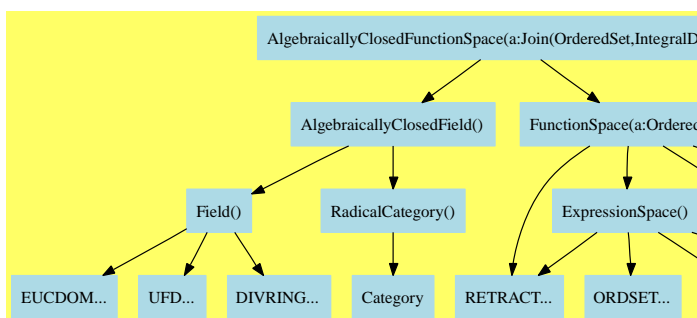 AlgebraicallyClosedFunctionSpace(a:Join(OrderedSet,IntegralD
AlgebraicallyClosedField() FunctionSpace(a:Ordered
Field() RadicalCategory() ExpressionSpace()
EUCDOM... UFD... DIVRING... Category RETRACT... ORDSET...